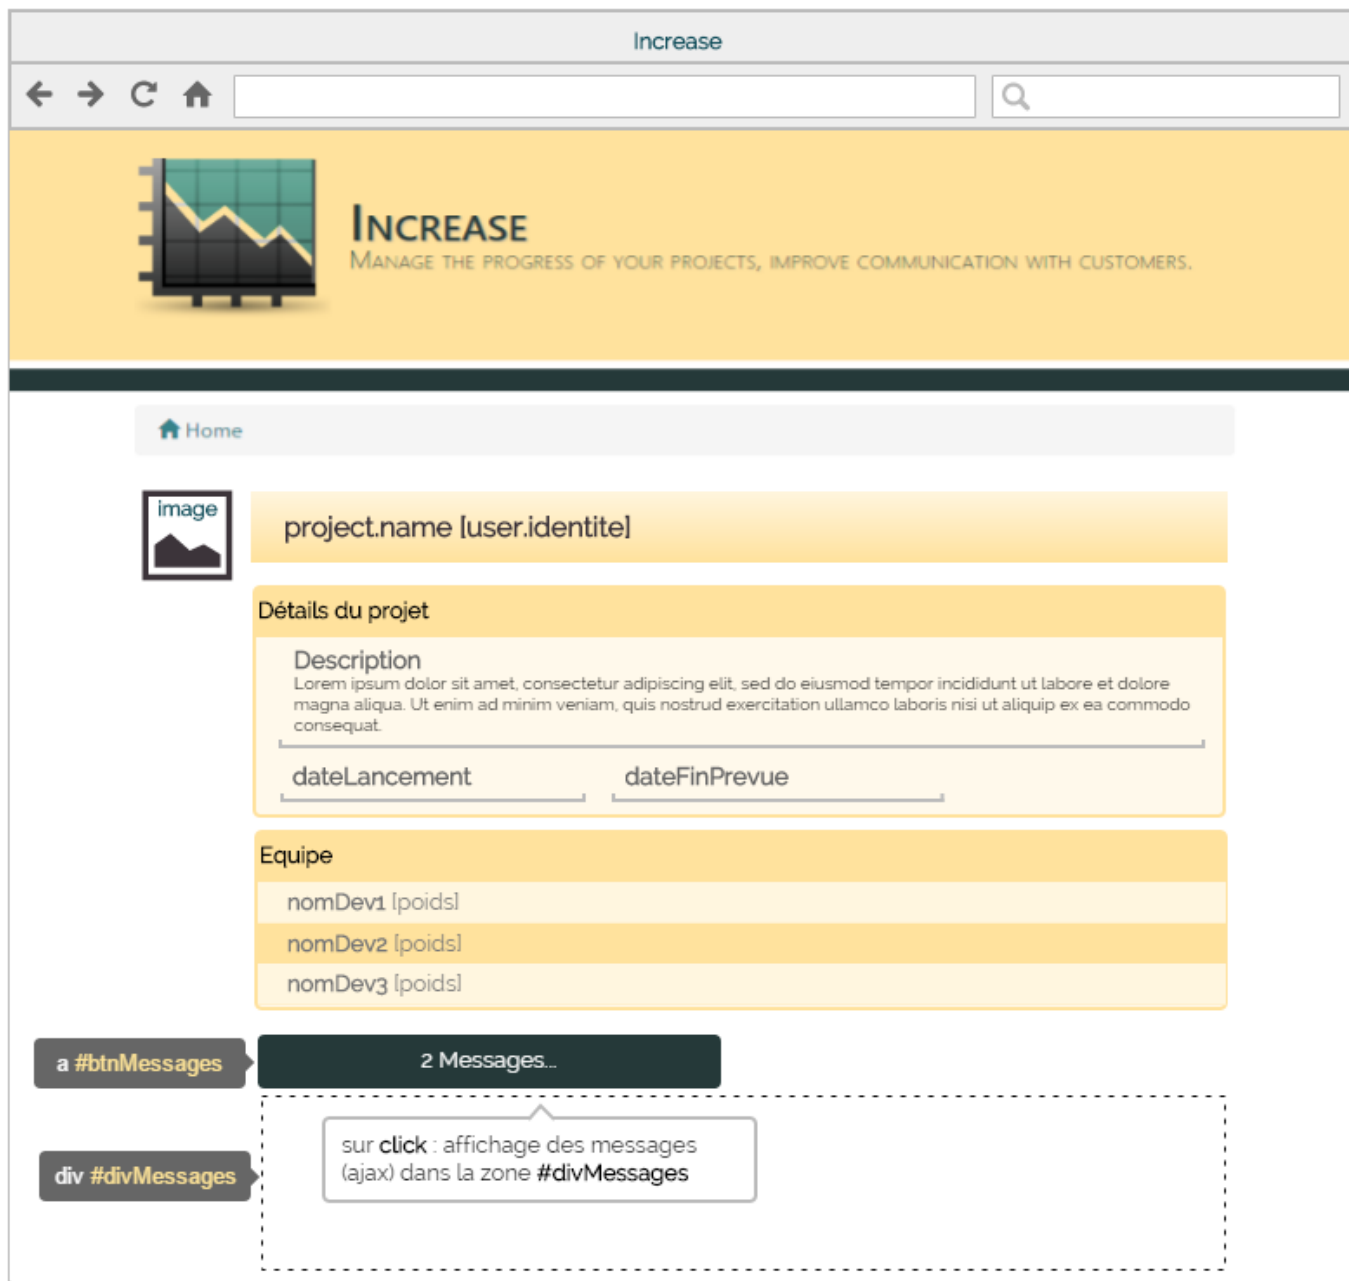 Increase
INCREASE
MANAGE THE PROGRESS OF YOUR PROJECTS, IMPROVE COMMUNICATION WITH CUSTOMERS.
Home
image
project.name [user.identite]
Détails du projet
Description
Lorem ipsum dolor sit amet, consectetur adipiscing elit, sed do eiusmod tempor incididunt ut labore et dolore
magna aliqua. Ut enim ad minim veniam, quis nostrud exercitation ullamco laboris nisi ut aliquip ex ea commodo
consequat.
dateLancement dateFinPrevue
Equipe
nomDev1 [poids]
nomDev2 [poids]
nomDev3 [poids]
a #btnMessages
2 Messages...
sur click : affichage des messages
(ajax) dans la zone #divMessages
div #divMessages